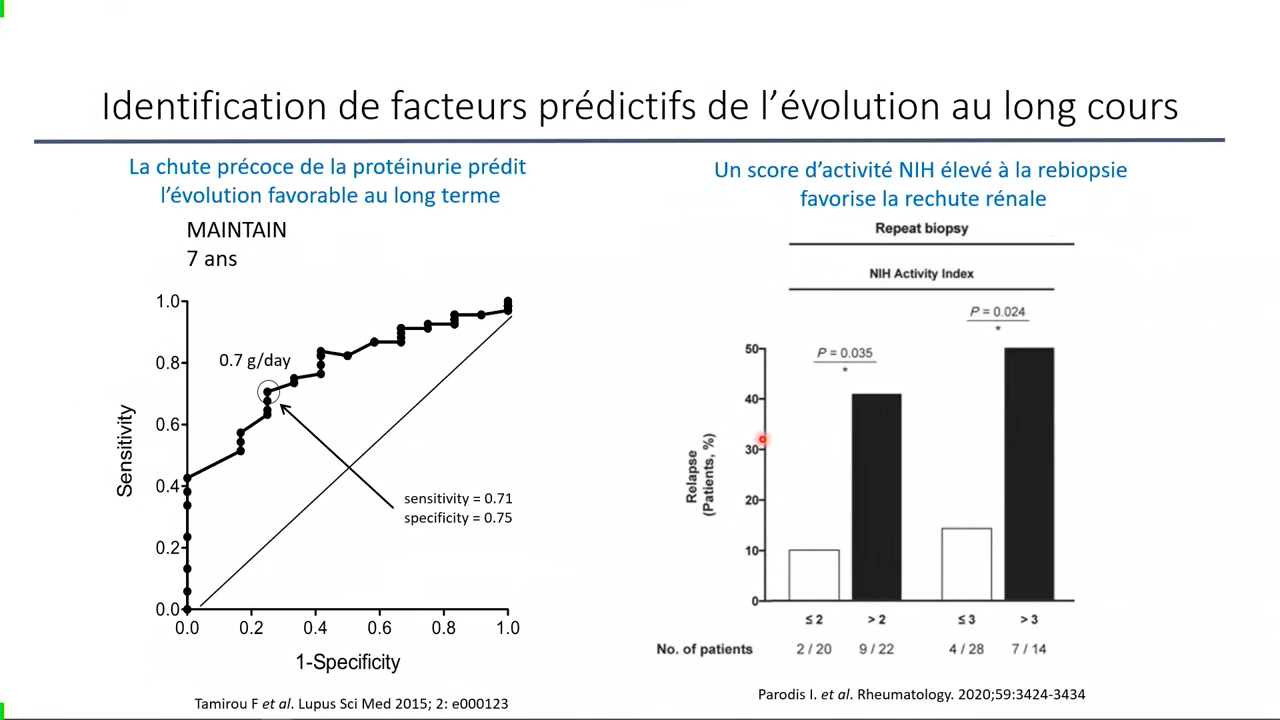 Identification de facteurs prédictifs de l’évolution au long cours
La chute précoce de la protéinurie prédit
l’évolution favorable au long terme
MAINTAIN
7 ans
1.0
0.8
0.6
0.4
0.2
0.0
0.7 g/day
Sensitivity
sensitivity = 0.71
specificity = 0.75
0.0 0.2 0.4 0.6 0.8 1.0
1-Specificity
Tamirou F et al. Lupus Sci Med 2015; 2: e000123
Un score d’activité NIH élevé à la rebiopsie
favorise la rechute rénale
Repeat biopsy
NIH Activity Index
P = 0.024
*
P = 0.035
*
50
40
30
20
10
0
Relapse
(Patients, %)
≤ 2 > 2 ≤ 3 > 3
No. of patients 2 / 20 9 / 22 4 / 28 7 / 14
Parodis I. et al. Rheumatology. 2020;59:3424-3434